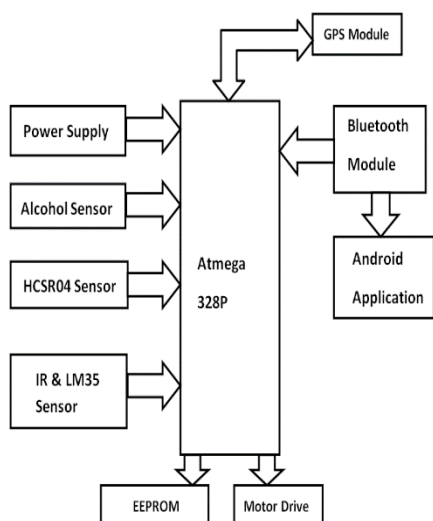 GPS Module
Power Supply
Bluetooth
Module
Alcohol Sensor
Atmega
328P
Android
Application
HCSR04 Sensor
IR & LM35
Sensor
EEPROM
Motor Drive